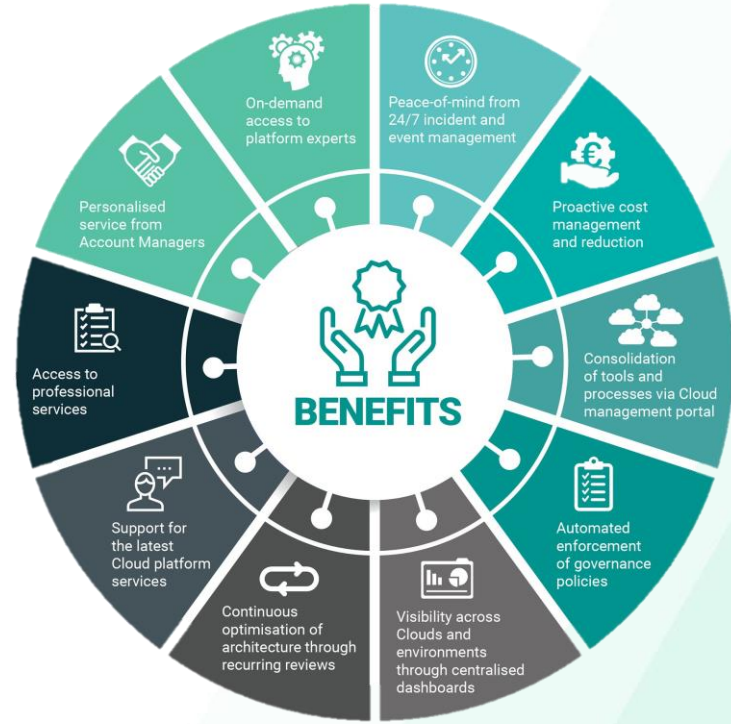 On-demand
access to
platform experts
Peace-of-mind from
24/7 incident and
event management
Proactive cost
management
and reduction
Consolidation
of tools and
processes via Cloud
management portal
Automated
enforcement
of governance
policies
Visibility across
Clouds and
environments
through centralised
dashboards
Continuous
optimisation of
architecture through
recurring reviews
Support for
the latest
Cloud platform
services
Access to
professional
services
Personalised
service from
Account Managers
BENEFITS